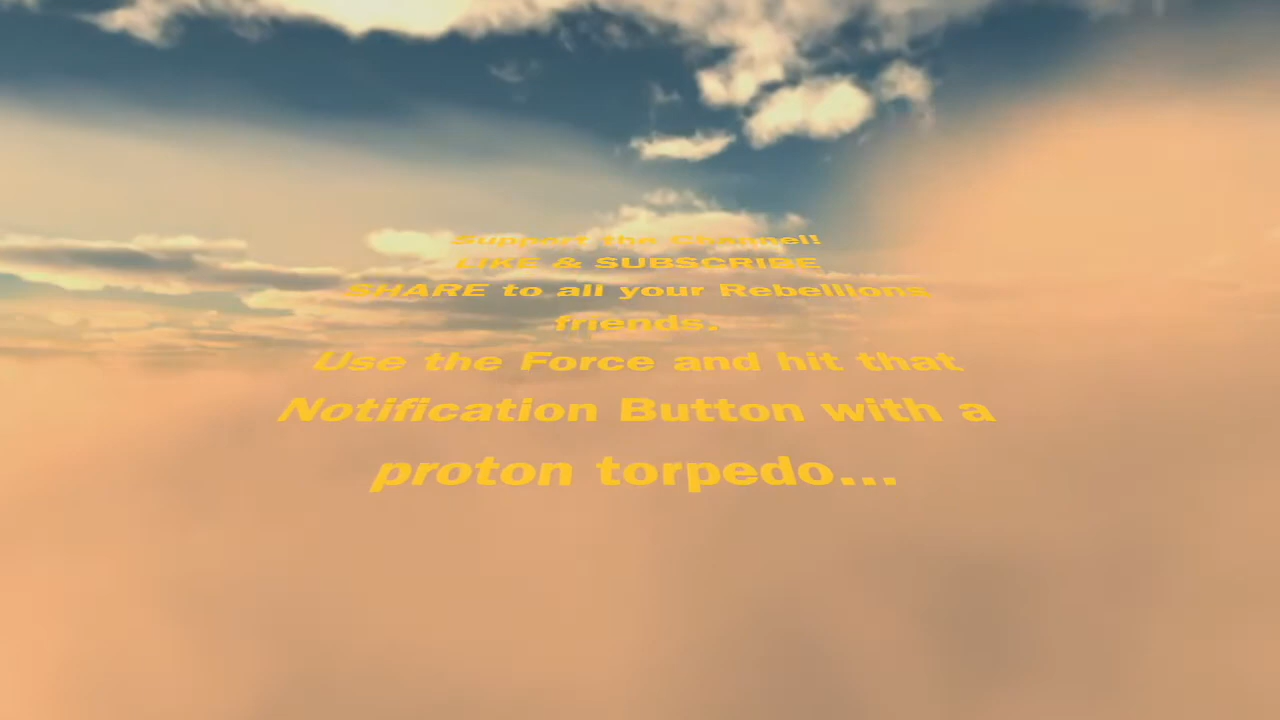 Support the Channel!
LIKE & SUBSCRIBE
SHARE to all your Rebellions
friends.
Use the Force and hit that
Notification Button with a
proton torpedo...